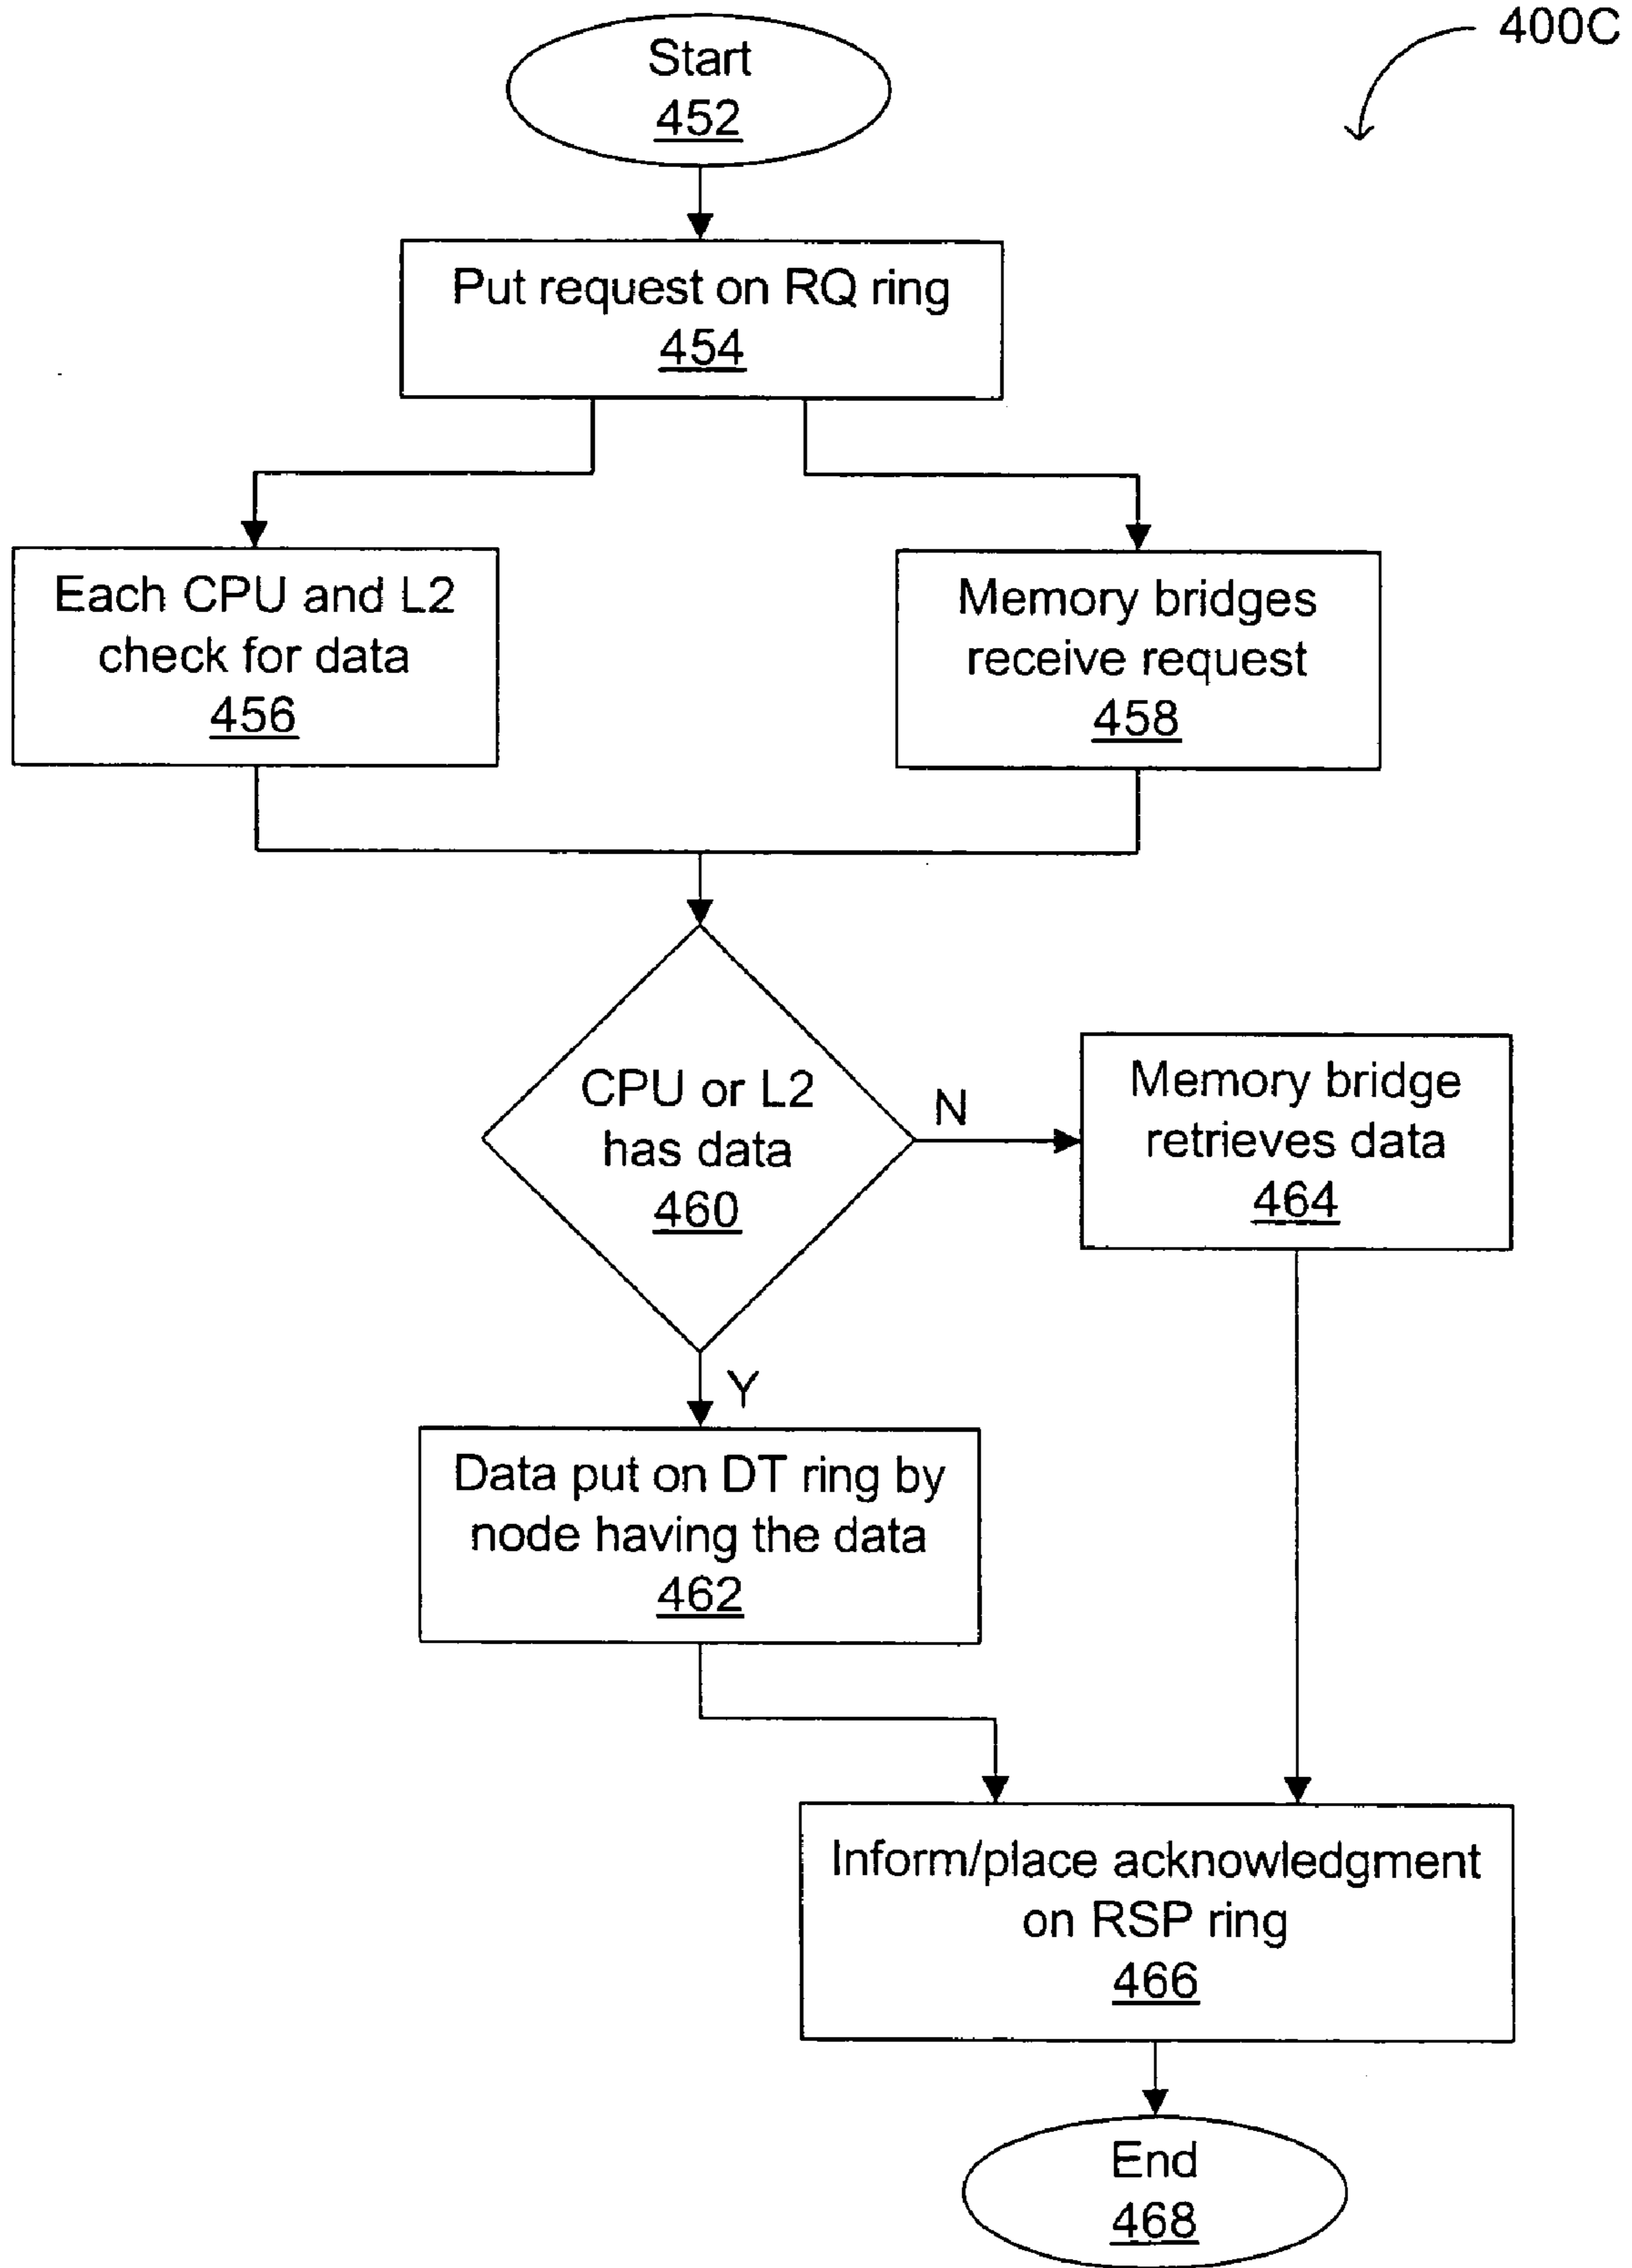 400C
Start
452
Put request on RQ ring
454
Each CPU and L2
check for data
456
Memory bridges
receive request
458
CPU or L2
has data
460
N
Memory bridge
retrieves data
464
Y
Data put on DT ring by
node having the data
462
Inform/place acknowledgment
on RSP ring
466
End
468